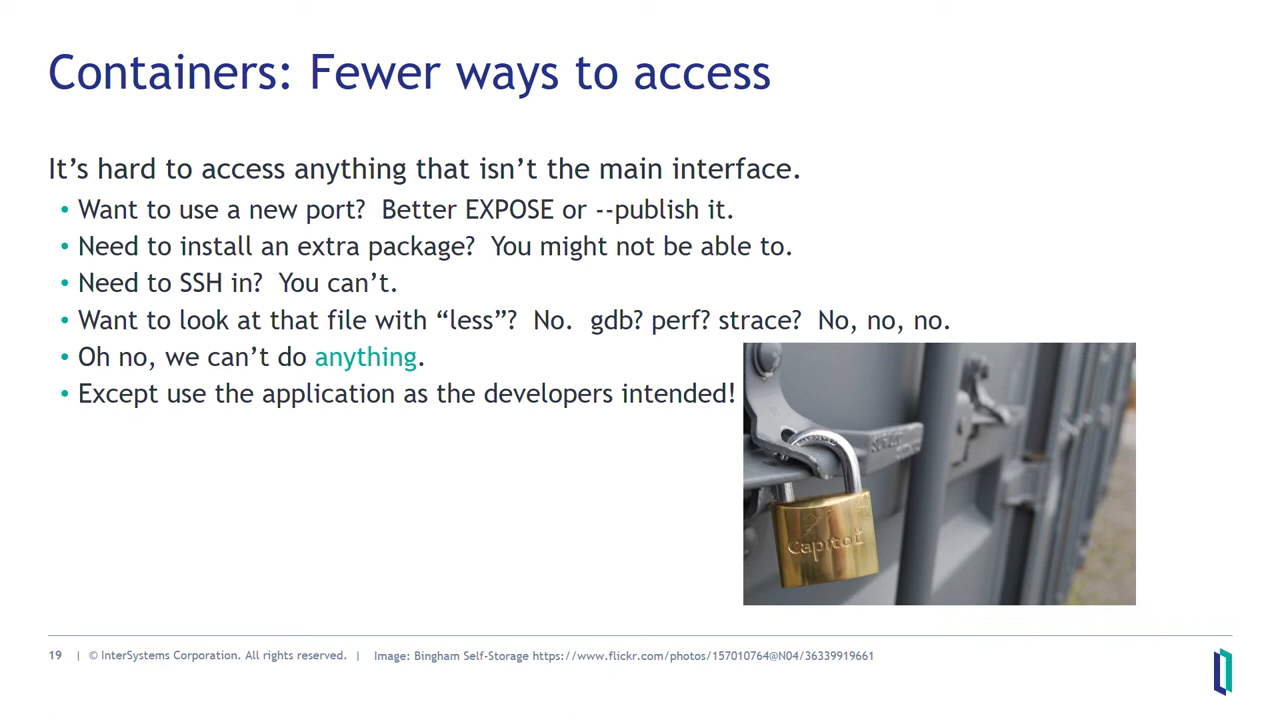 Containers: Fewer ways to access
It’s hard to access anything that isn’t the main interface.
• Want to use a new port?  Better EXPOSE or --publish it.
• Need to install an extra package?  You might not be able to.
• Need to SSH in?  You can’t.
• Want to look at that file with “less”?  No.  gdb? perf? strace?  No, no, no.
• Oh no, we can’t do anything.
• Except use the application as the developers intended!
Capitol
19 | © InterSystems Corporation. All rights reserved. | Image: Bingham Self-Storage https://www.flickr.com/photos/157010764@N04/36339919661